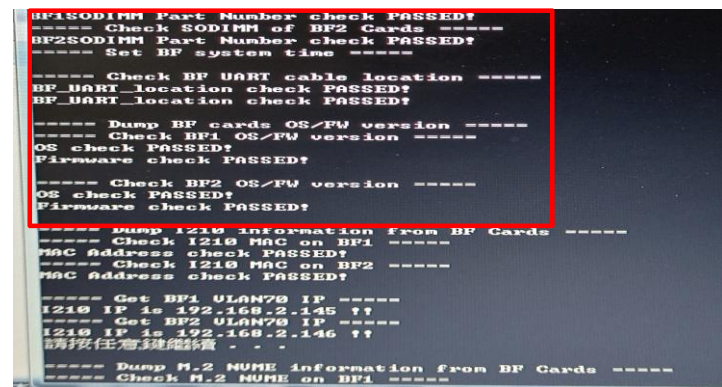 BF1SODIMM Part Number check PASSED!
----- Check SODIMM of BF2 Cards -----
BF2SODIMM Part Number check PASSED!
----- Set BF system time -----
----- Check BF UART cable location -----
BF_UART_location check PASSED!
BF_UART_location check PASSED!
----- Dump BF cards OS/FW version -----
----- Check BF1 OS/FW version -----
OS check PASSED!
Firmware check PASSED!
----- Check BF2 OS/FW version -----
OS check PASSED!
Firmware check PASSED!
----- Dump I210 information from BF Cards -----
----- Check I210 MAC on BF1 -----
MAC Address check PASSED!
----- Check I210 MAC on BF2 -----
MAC Address check PASSED!
----- Get BF1 VLAN70 IP -----
I210 IP is 192.168.2.145 !!
----- Get BF2 VLAN70 IP -----
I210 IP is 192.168.2.146 !!
請按任意鍵繼續 . . .
----- Dump M.2 NVME information from BF Cards -----
----- Check M.2 NVME on BF1 -----